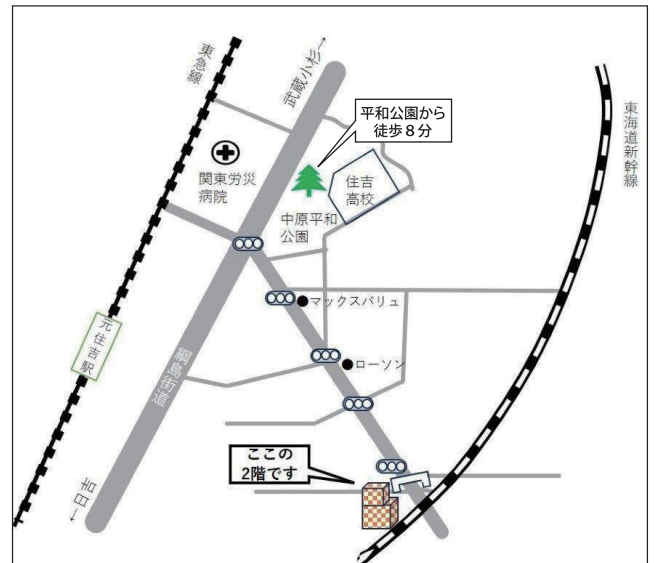 東急線
武蔵小杉→
平和公園から
徒歩８分
東海道新幹線
関東労災
病院
住吉
高校
中原平和
公園
マックスバリュ
元住吉駅
ローソン
綱島街道
ここの
2階です
←日吉